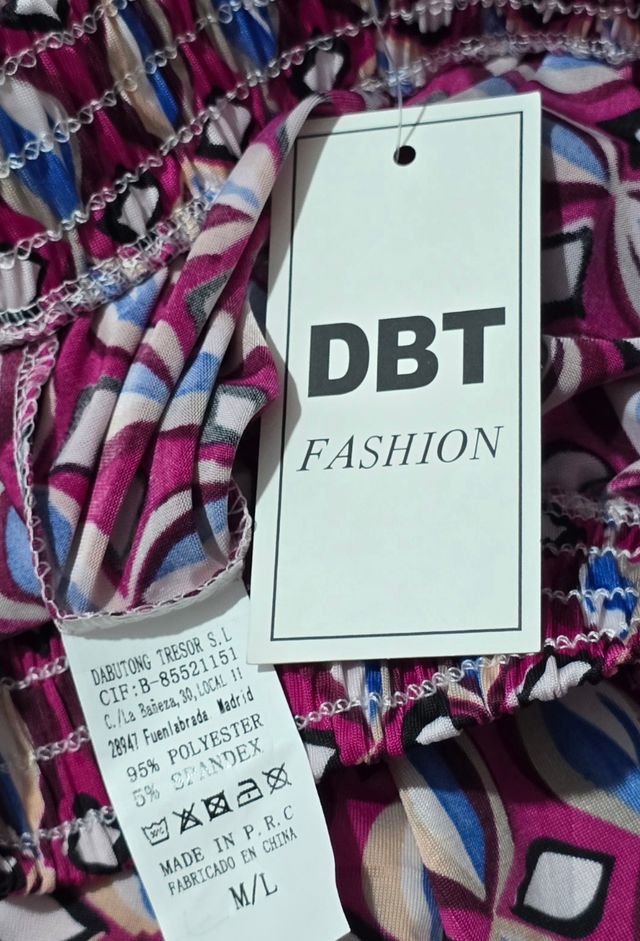 DBT
FASHION
DABUTONG TRESOR S.L
CIF:B-85521151
C./La Bañeza,30,LOCAL 11
28947 Fuenlabrada Madrid
95% POLYESTER
5% SPANDEX
30°C
MADE IN P.R.C
FABRICADO EN CHINA
M/L